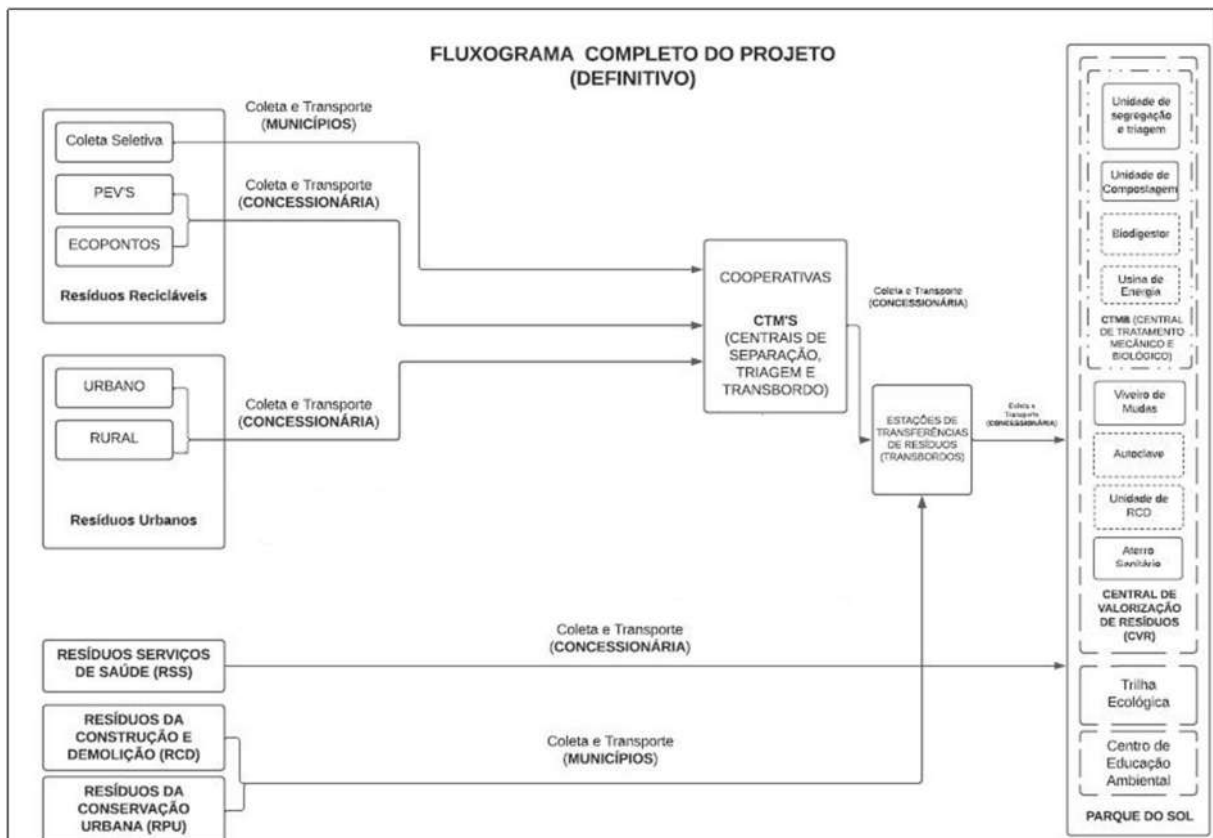 FLUXOGRAMA COMPLETO DO PROJETO
(DEFINITIVO)
Coleta e Transporte
(MUNICÍPIOS)
Coleta Seletiva
PEV'S
ECOPONTOS
Resíduos Recicláveis
Coleta e Transporte
(CONCESSIONÁRIA)
URBANO
RURAL
Resíduos Urbanos
Coleta e Transporte
(CONCESSIONÁRIA)
COOPERATIVAS
CTM'S
(CENTRAIS DE
SEPARAÇÃO,
TRIAGEM E
TRANSBORDO)
Coleta e Transporte
(CONCESSIONÁRIA)
ESTAÇÕES DE
TRANSFERÊNCIAS
DE RESÍDUOS
(TRANSBORDOS)
Coleta e
Transporte
(CONCESSIONÁRIA)
RESÍDUOS SERVIÇOS
DE SAÚDE (RSS)
Coleta e Transporte
(CONCESSIONÁRIA)
RESÍDUOS DA
CONSTRUÇÃO E
DEMOLIÇÃO (RCD)
RESÍDUOS DA
CONSERVAÇÃO
URBANA (RPU)
Coleta e Transporte
(MUNICÍPIOS)
Unidade de
segregação
e triagem
Unidade de
Compostagem
Biodigestor
Usina de
Energia
CTMB (CENTRAL
DE TRATAMENTO
MECÂNICO E
BIOLÓGICO)
Viveiro de
Mudas
Autoclave
Unidade de
RCD
Aterro
Sanitário
CENTRAL DE
VALORIZAÇÃO
DE RESÍDUOS
(CVR)
Trilha
Ecológica
Centro de
Educação
Ambiental
PARQUE DO SOL